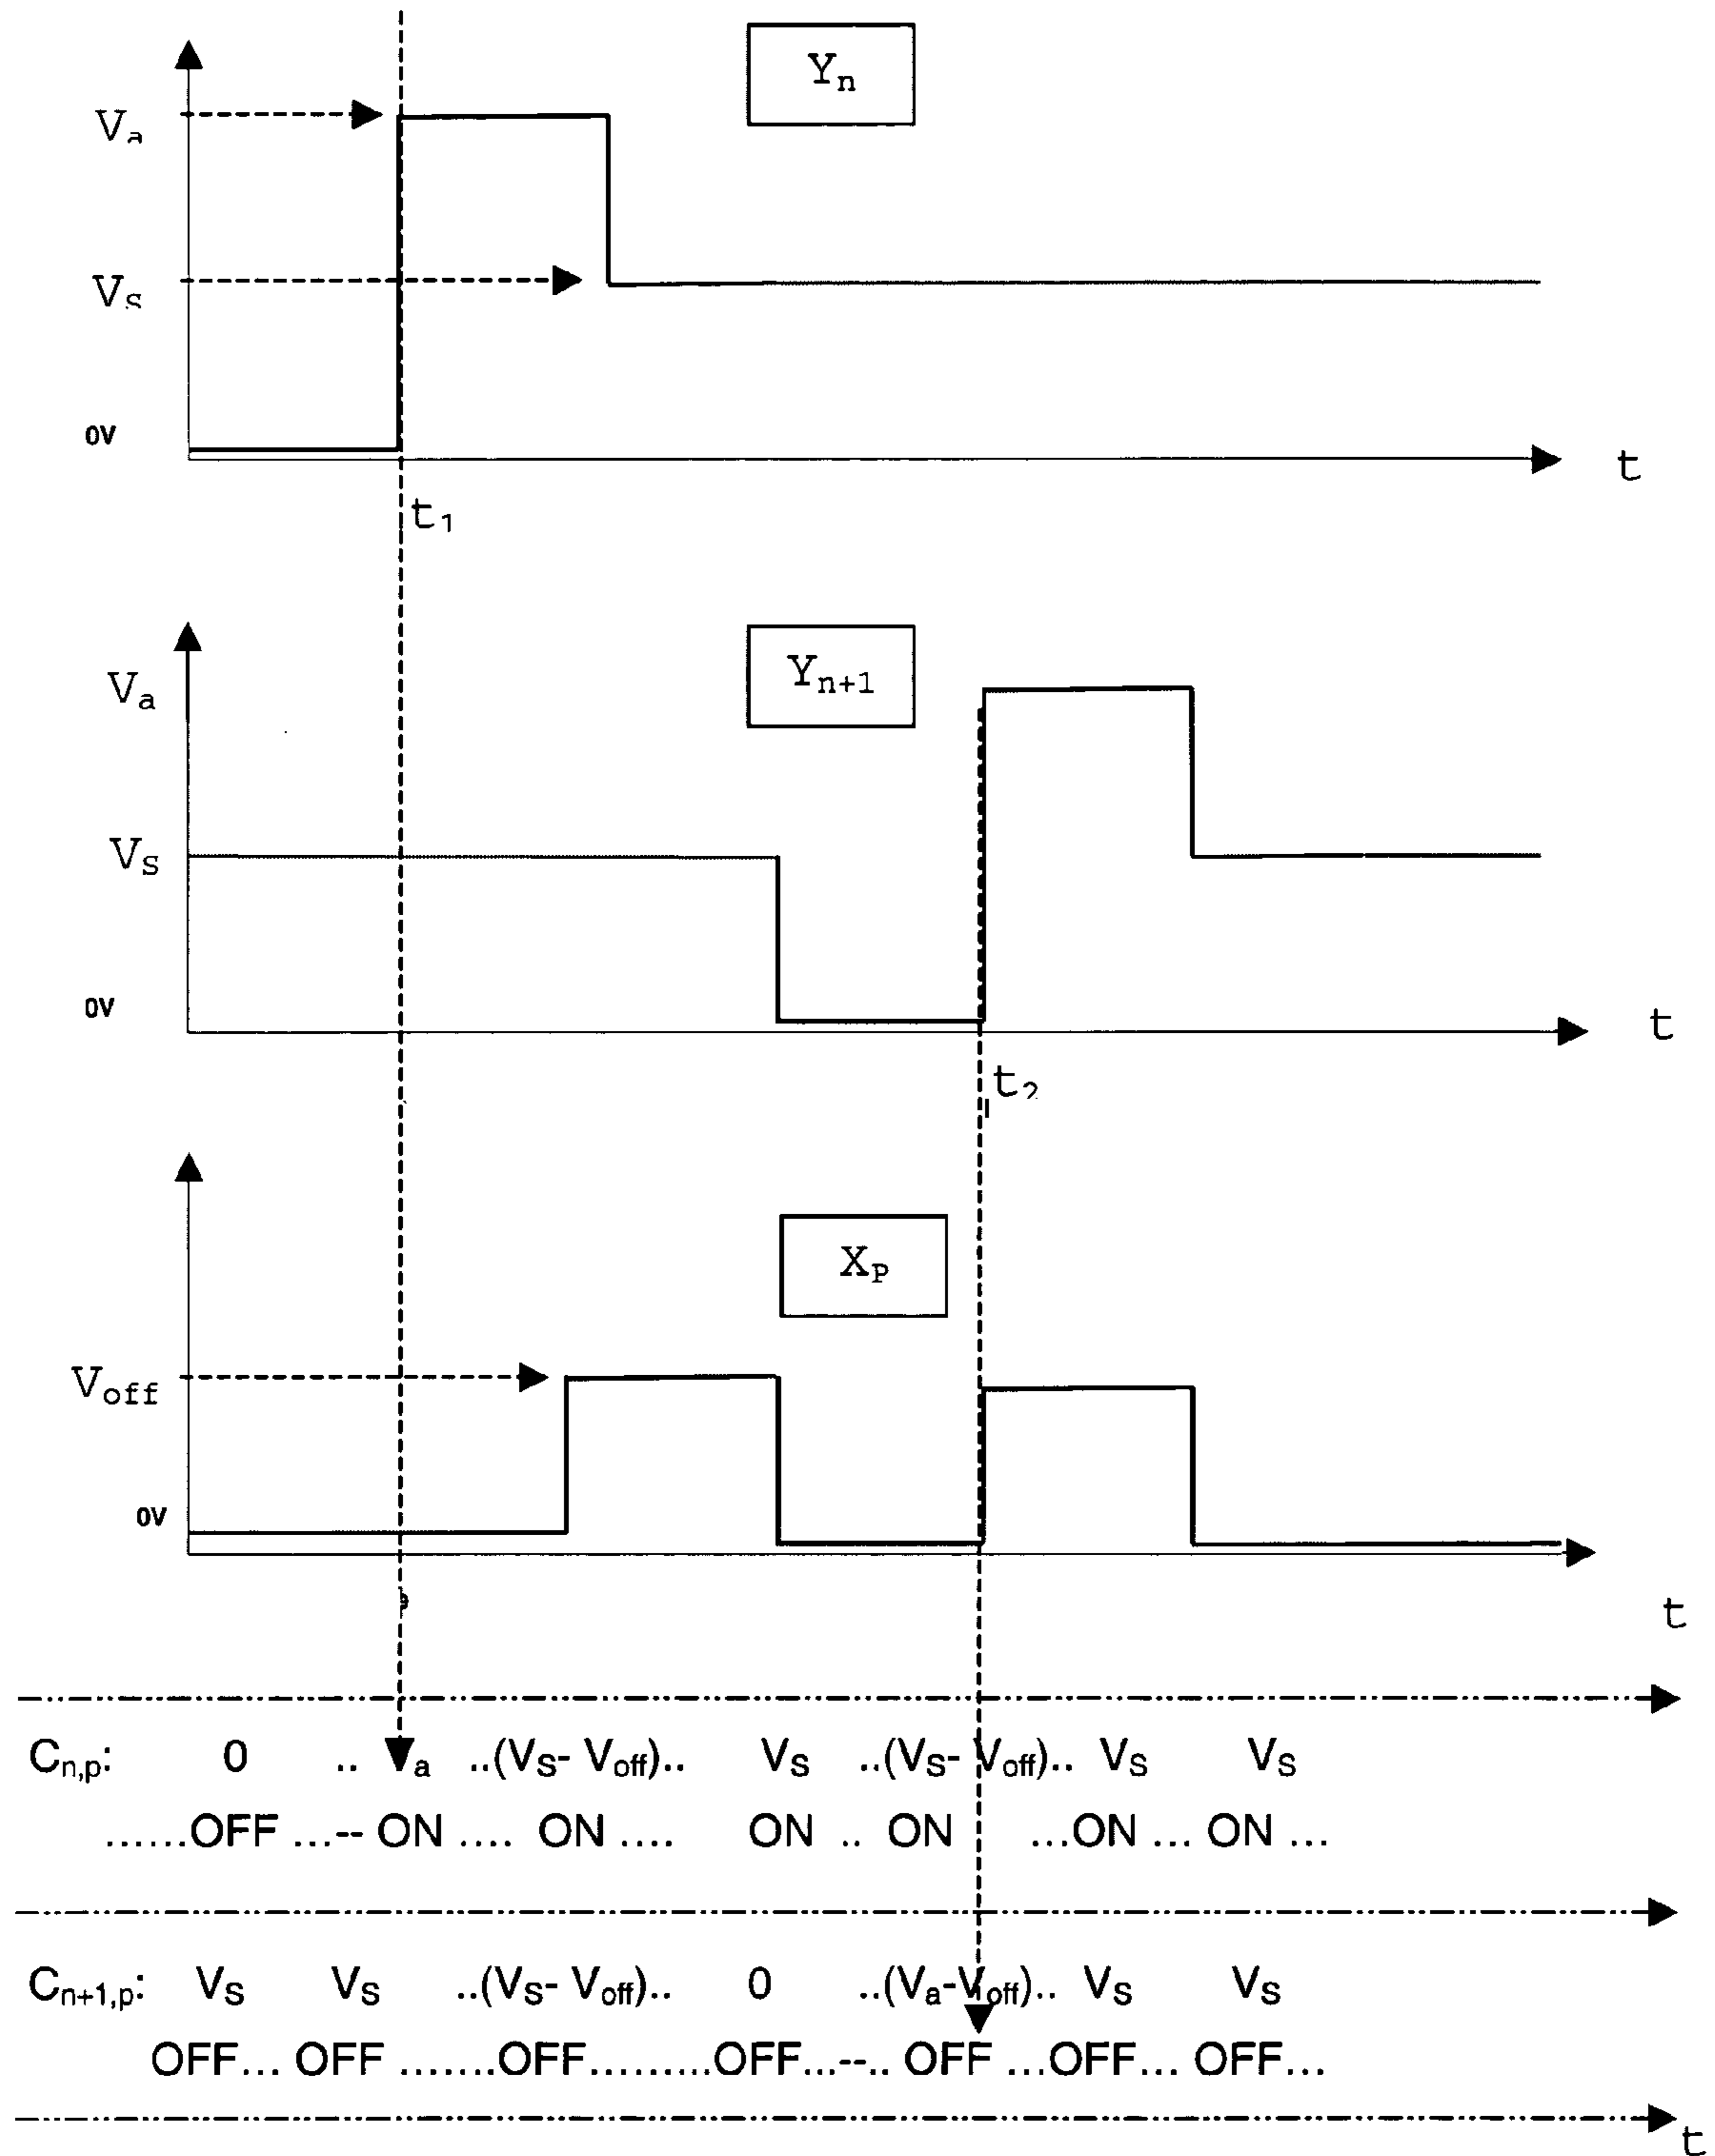 Yn
Va
VS
0V
t
t1
Yn+1
Va
VS
0V
t
t2
XP
Voff
0V
t
Cn,p: 0 .. Va ..(VS- Voff).. VS ..(VS- Voff).. VS VS
......OFF ...-- ON .... ON .... ON .. ON ...ON ... ON ...
Cn+1,p: VS VS ..(VS- Voff).. 0 ..(Va-Voff).. VS VS
OFF... OFF .......OFF.........OFF...--.. OFF ...OFF... OFF...
t